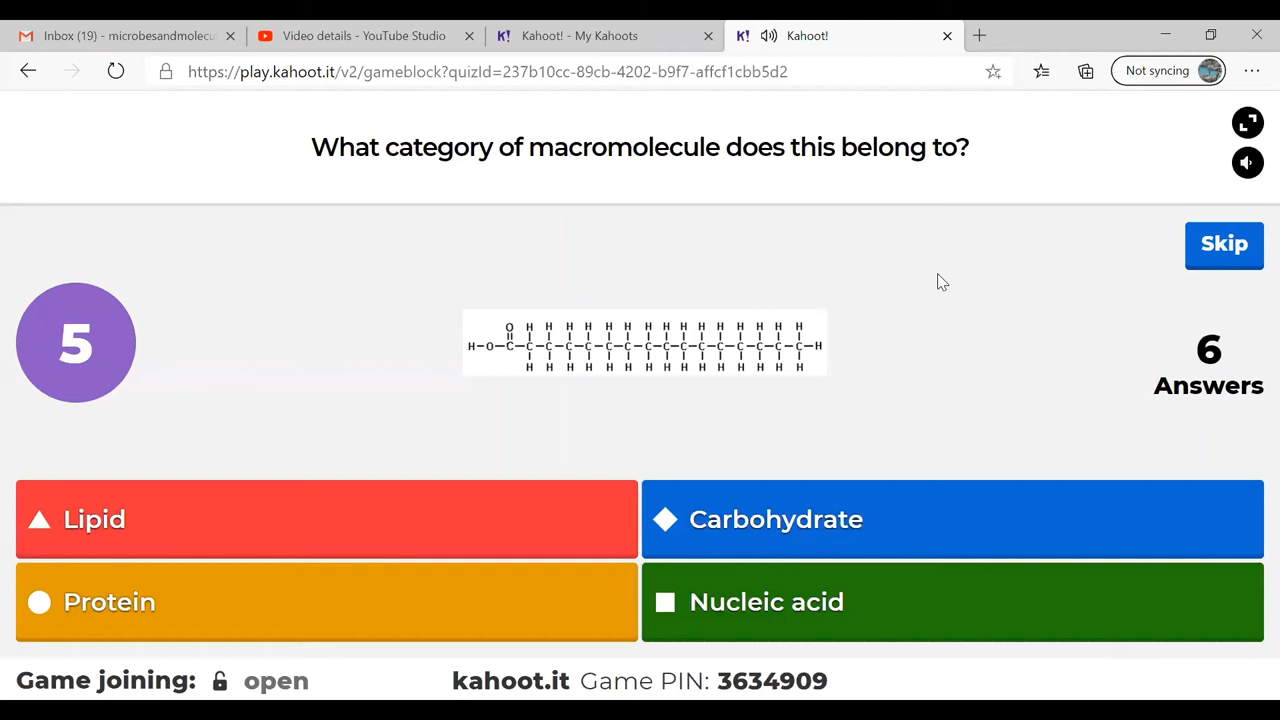 Inbox (19) - microbesandmolecu
Video details - YouTube Studio
Kahoot! - My Kahoots
K! Kahoot!
https://play.kahoot.it/v2/gameblock?quizId=237b10cc-89cb-4202-b9f7-affcf1cbb5d2
Not syncing
What category of macromolecule does this belong to?
Skip
5
O H H H H H H H H H H H H H H H
H-O-C-C-C-C-C-C-C-C-C-C-C-C-C-C-C-C-H
H H H H H H H H H H H H H H H
6
Answers
Lipid
Carbohydrate
Protein
Nucleic acid
Game joining: open
kahoot.it Game PIN: 3634909